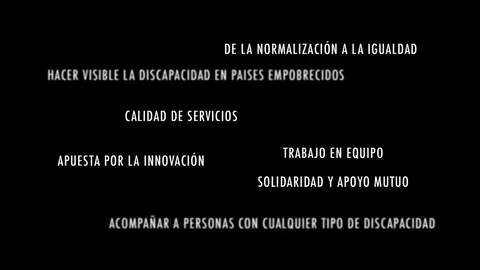 DE LA NORMALIZACIÓN A LA IGUALDAD
HACER VISIBLE LA DISCAPACIDAD EN PAISES EMPOBRECIDOS
CALIDAD DE SERVICIOS
TRABAJO EN EQUIPO
APUESTA POR LA INNOVACIÓN
SOLIDARIDAD Y APOYO MUTUO
ACOMPAÑAR A PERSONAS CON CUALQUIER TIPO DE DISCAPACIDAD